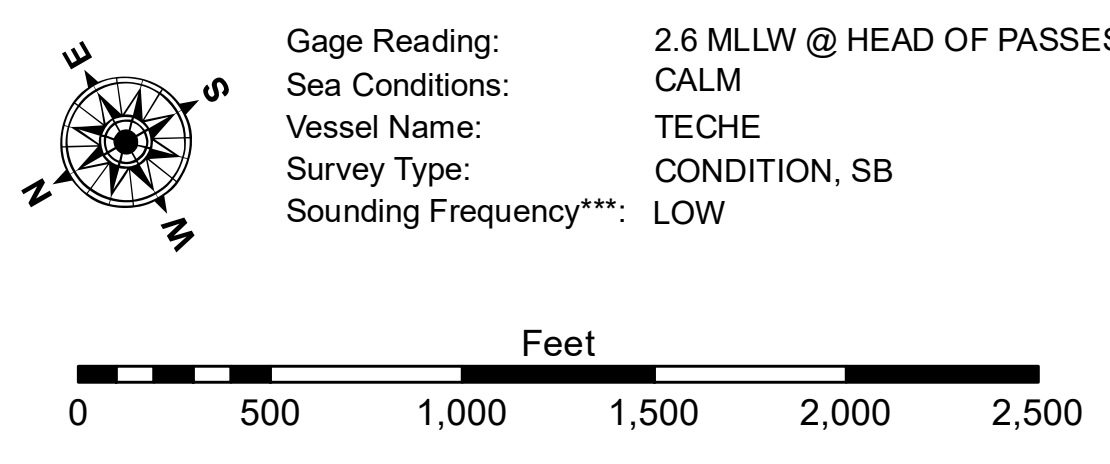 E
S
N
W
Gage Reading: 2.6 MLLW @ HEAD OF PASSES
Sea Conditions: CALM
Vessel Name: TECHE
Survey Type: CONDITION, SB
Sounding Frequency***: LOW
Feet
0 500 1,000 1,500 2,000 2,500